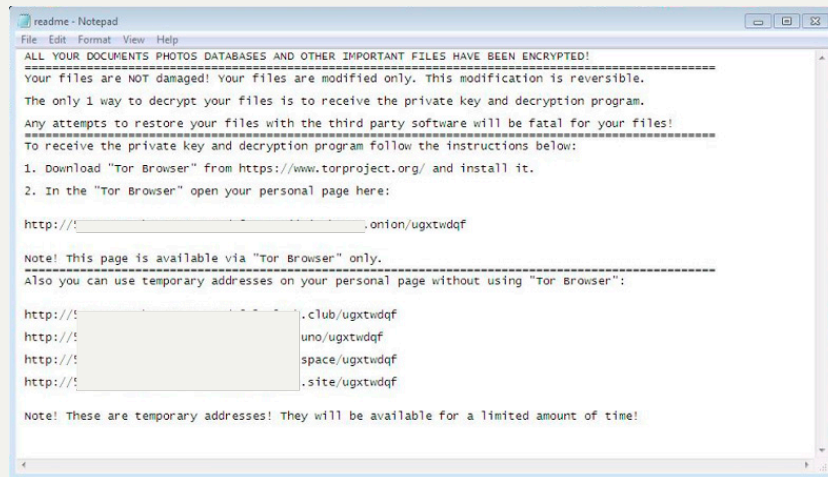 readme - Notepad
File Edit Format View Help
ALL YOUR DOCUMENTS PHOTOS DATABASES AND OTHER IMPORTANT FILES HAVE BEEN ENCRYPTED!
Your files are NOT damaged! Your files are modified only. This modification is reversible.
The only 1 way to decrypt your files is to receive the private key and decryption program.
Any attempts to restore your files with the third party software will be fatal for your files!
To receive the private key and decryption program follow the instructions below:
1. Download "Tor Browser" from https://www.torproject.org/ and install it.
2. In the "Tor Browser" open your personal page here:
http:// .onion/ugxtwdqf
Note! This page is available via "Tor Browser" only.
Also you can use temporary addresses on your personal page without using "Tor Browser":
http:// .club/ugxtwdqf
http:// uno/ugxtwdqf
http:// space/ugxtwdqf
http:// .site/ugxtwdqf
Note! These are temporary addresses! They will be available for a limited amount of time!